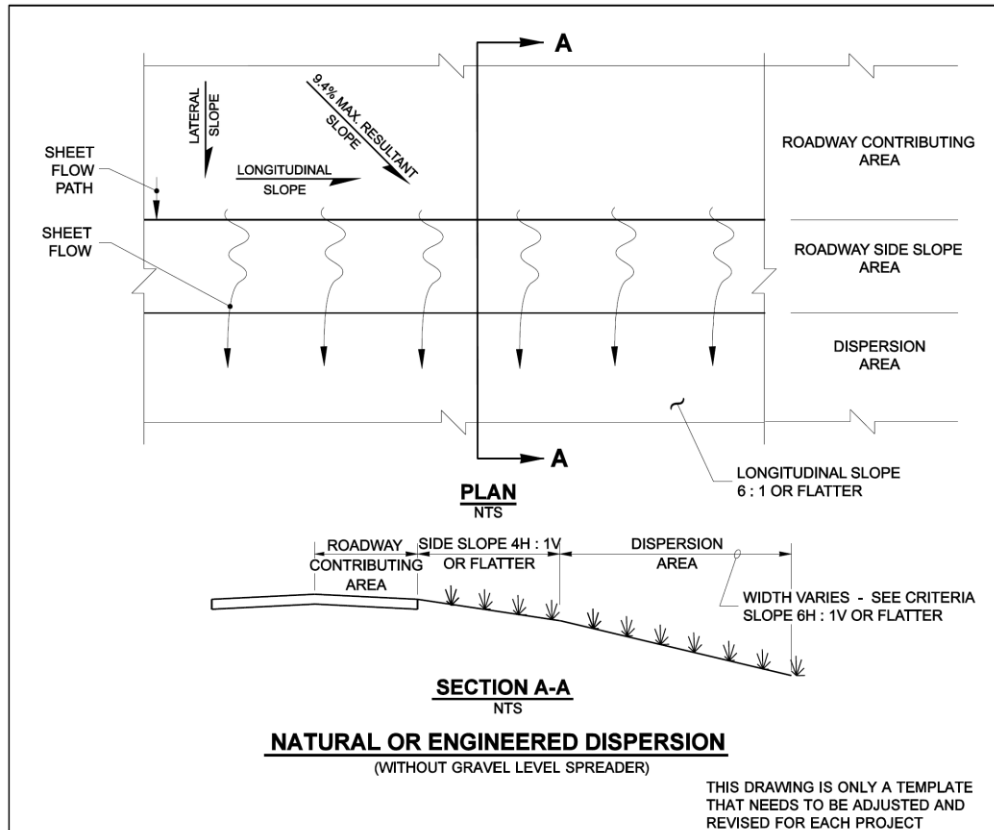 A
LATERAL
SLOPE
9.4% MAX. RESULTANT
SLOPE
LONGITUDINAL
SLOPE
SHEET
FLOW
PATH
SHEET
FLOW
ROADWAY CONTRIBUTING
AREA
ROADWAY SIDE SLOPE
AREA
DISPERSION
AREA
A
LONGITUDINAL SLOPE
6 : 1 OR FLATTER
PLAN
NTS
ROADWAY
CONTRIBUTING
AREA
SIDE SLOPE 4H : 1V
OR FLATTER
DISPERSION
AREA
WIDTH VARIES - SEE CRITERIA
SLOPE 6H : 1V OR FLATTER
SECTION A-A
NTS
NATURAL OR ENGINEERED DISPERSION
(WITHOUT GRAVEL LEVEL SPREADER)
THIS DRAWING IS ONLY A TEMPLATE
THAT NEEDS TO BE ADJUSTED AND
REVISED FOR EACH PROJECT